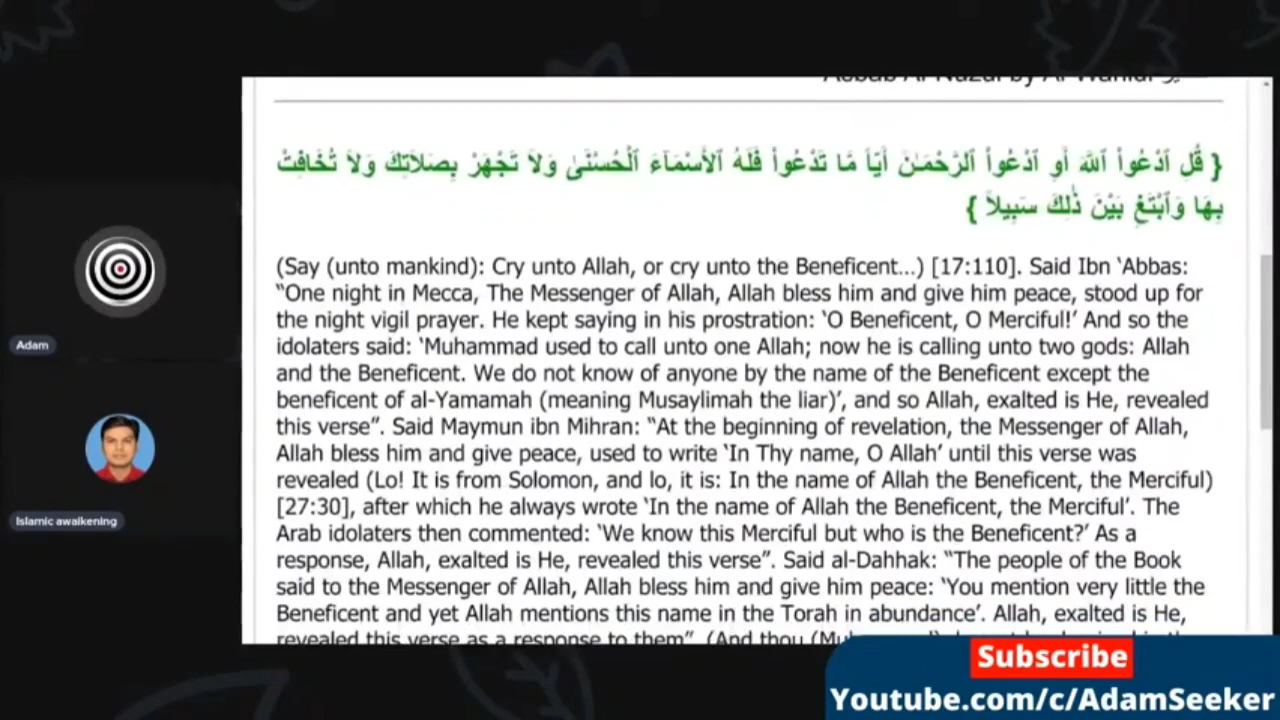 Asbab Al-Nuzul by Al-Wahidi
{ قُلِ ٱدْعُواْ ٱللَّهَ أَوِ ٱدْعُواْ ٱلرَّحْمَـٰنَ أَيّاً مَّا تَدْعُواْ فَلَهُ ٱلأَسْمَآءَ ٱلْحُسْنَىٰ وَلاَ تَجْهَرْ بِصَلاَتِكَ وَلاَ تُخَافِتْ
بِهَا وَٱبْتَغِ بَيْنَ ذٰلِكَ سَبِيلاً }
(Say (unto mankind): Cry unto Allah, or cry unto the Beneficent...) [17:110]. Said Ibn ‘Abbas:
“One night in Mecca, The Messenger of Allah, Allah bless him and give him peace, stood up for
the night vigil prayer. He kept saying in his prostration: ‘O Beneficent, O Merciful!’ And so the
idolaters said: ‘Muhammad used to call unto one Allah; now he is calling unto two gods: Allah
and the Beneficent. We do not know of anyone by the name of the Beneficent except the
beneficent of al-Yamamah (meaning Musaylimah the liar)’, and so Allah, exalted is He, revealed
this verse”. Said Maymun ibn Mihran: “At the beginning of revelation, the Messenger of Allah,
Allah bless him and give him peace, used to write ‘In Thy name, O Allah’ until this verse was
revealed (Lo! It is from Solomon, and lo, it is: In the name of Allah the Beneficent, the Merciful)
[27:30], after which he always wrote ‘In the name of Allah the Beneficent, the Merciful’. The
Arab idolaters then commented: ‘We know this Merciful but who is the Beneficent?’ As a
response, Allah, exalted is He, revealed this verse”. Said al-Dahhak: “The people of the Book
said to the Messenger of Allah, Allah bless him and give him peace: ‘You mention very little the
Beneficent and yet Allah mentions this name in the Torah in abundance’. Allah, exalted is He,
revealed this verse as a response to them”. (And thou
Adam
Islamic awaikening
Subscribe
Youtube.com/c/AdamSeeker